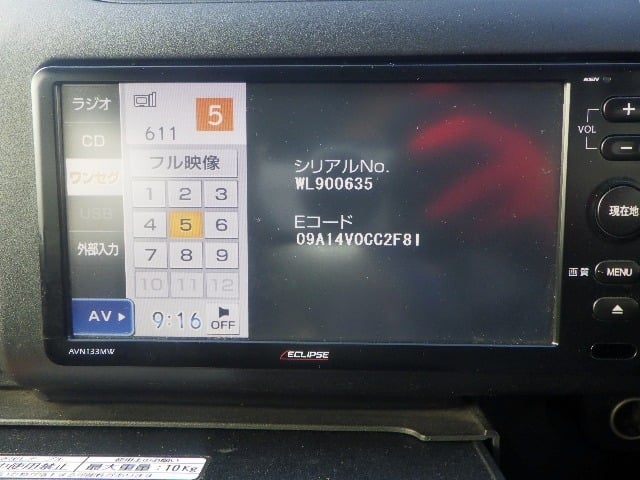 ラジオ
CD
ワンセグ
USB
外部入力
AV
611
5
フル映像
1 2 3
4 5 6
7 8 9
10 11 12
9:16
OFF
シリアルNo.
WL900635
Eコード
09A14V0CC2F8I
VOL
+
−
現在地
画質
MENU
AVN133MW
ECLIPSE
最大重量:10Kg